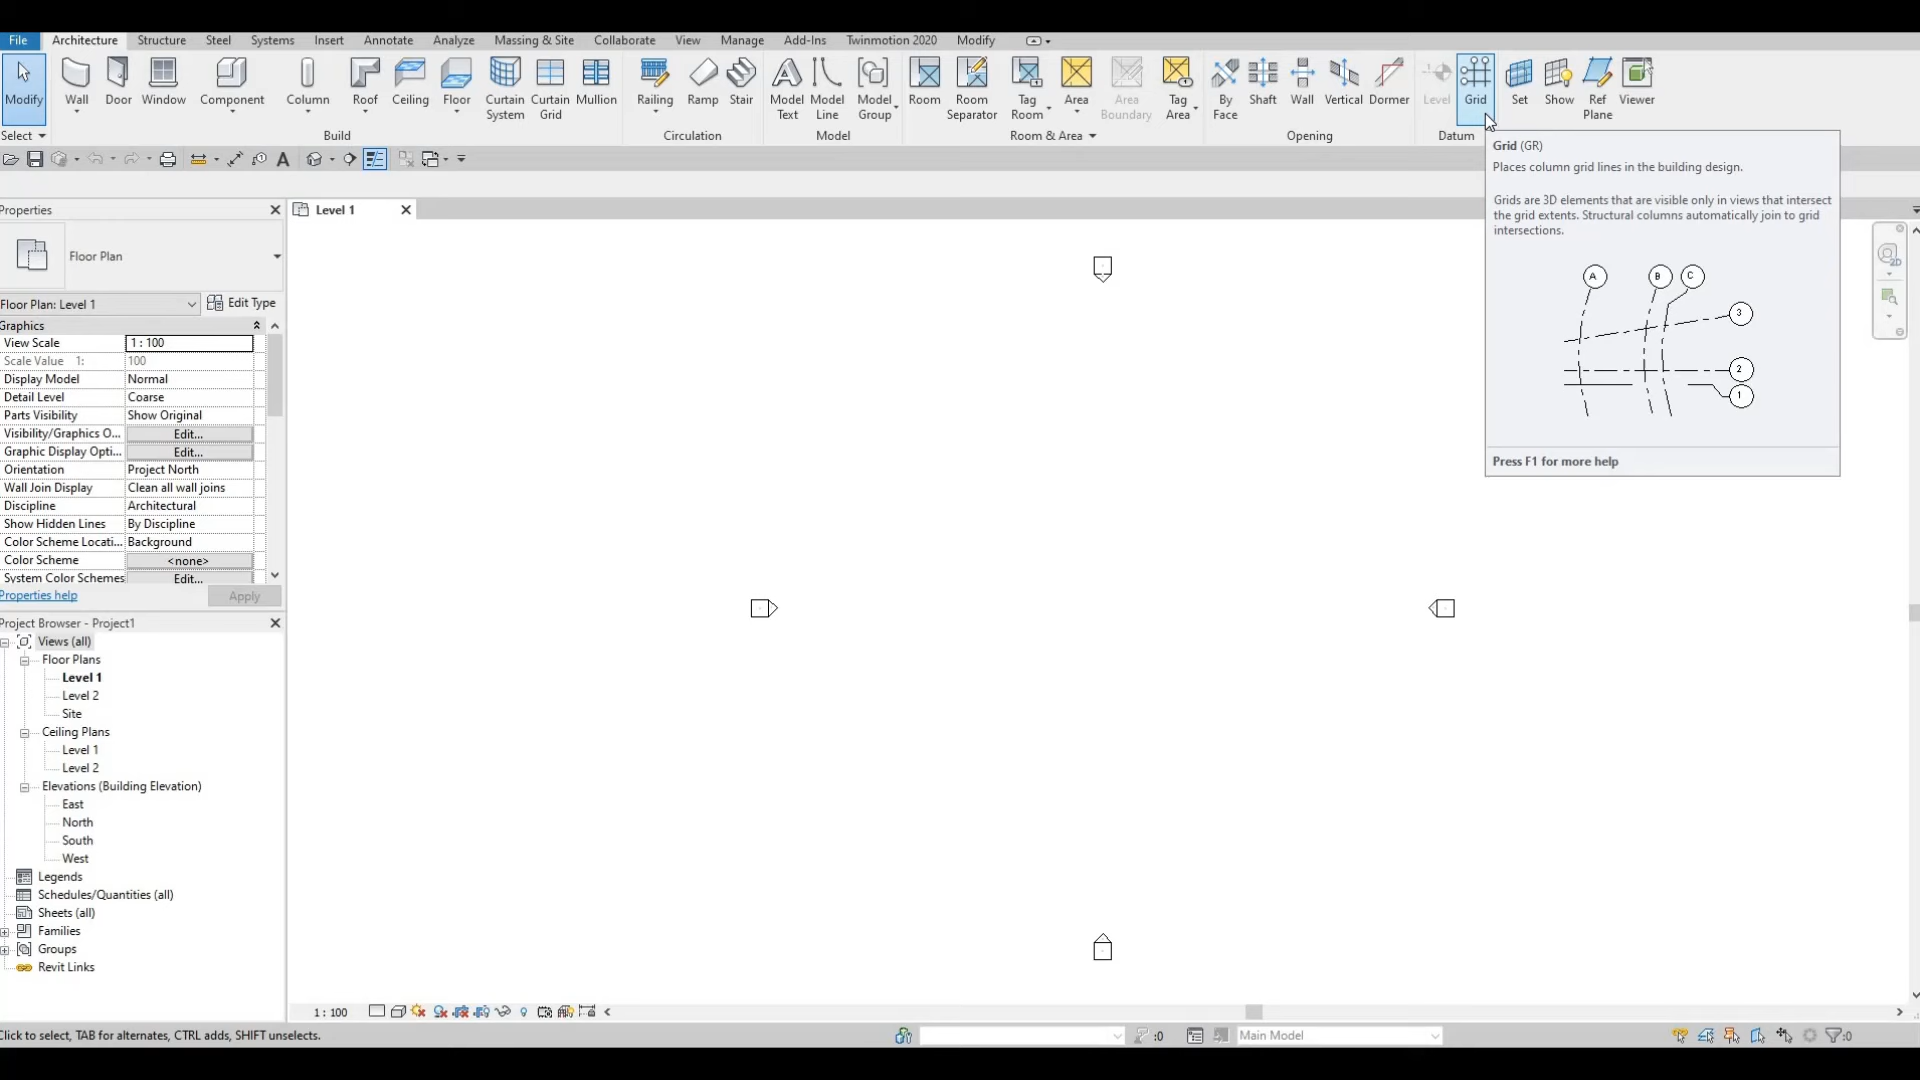 File Architecture Structure Steel Systems Insert Annotate Analyze Massing & Site Collaborate View Manage Add-Ins Twinmotion 2020 Modify
Modify Wall Door Window Component Column Roof Ceiling Floor Curtain System Curtain Grid Mullion Railing Ramp Stair Model Text Model Line Model Group Room Room Separator Tag Room Area Area Boundary Tag Area By Face Shaft Wall Vertical Dormer Level Grid Set Show Ref Plane Viewer
Select Build Circulation Model Room & Area Opening Datum
A
Grid (GR)
Places column grid lines in the building design.
Grids are 3D elements that are visible only in views that intersect
the grid extents. Structural columns automatically join to grid
intersections.
A B C
3
2
1
Press F1 for more help
2D
Properties
Level 1
Floor Plan
Floor Plan: Level 1 Edit Type
Graphics
View Scale 1 : 100
Scale Value 1: 100
Display Model Normal
Detail Level Coarse
Parts Visibility Show Original
Visibility/Graphics O... Edit...
Graphic Display Opti... Edit...
Orientation Project North
Wall Join Display Clean all wall joins
Discipline Architectural
Show Hidden Lines By Discipline
Color Scheme Locati... Background
Color Scheme <none>
System Color Schemes Edit...
Properties help Apply
Project Browser - Project1
Views (all)
Floor Plans
Level 1
Level 2
Site
Ceiling Plans
Level 1
Level 2
Elevations (Building Elevation)
East
North
South
West
Legends
Schedules/Quantities (all)
Sheets (all)
Families
Groups
Revit Links
1 : 100
Click to select, TAB for alternates, CTRL adds, SHIFT unselects. :0 Main Model :0